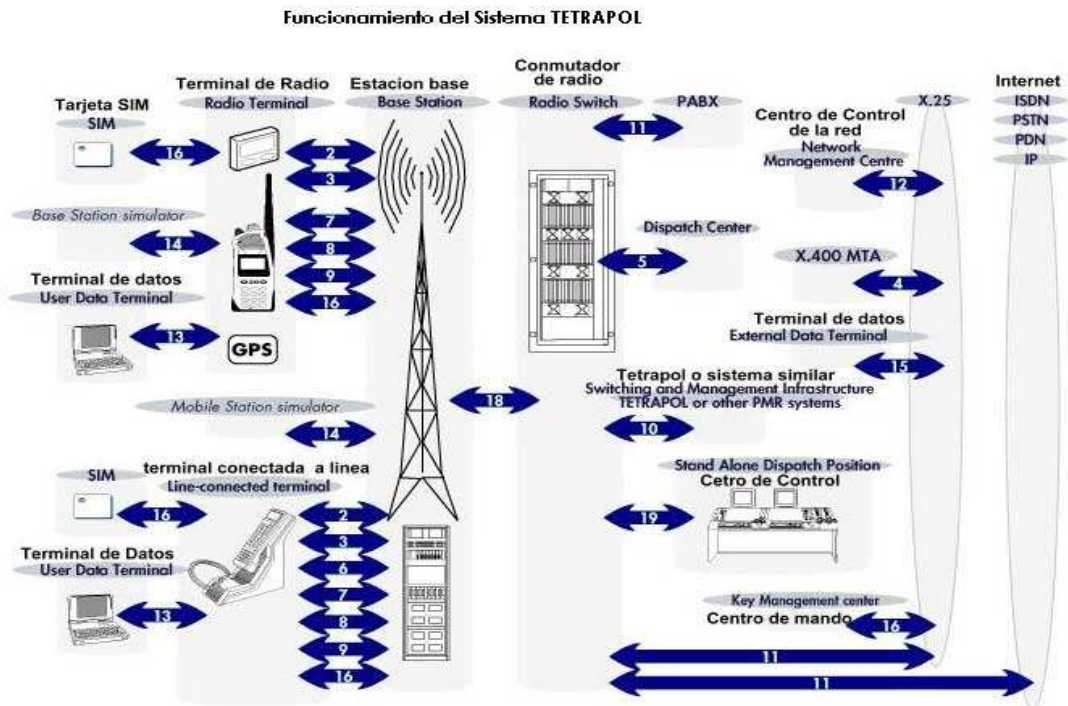 Funcionamiento del Sistema TETRAPOL
Tarjeta SIM
SIM
Terminal de Radio
Radio Terminal
Estacion base
Base Station
Conmutador
de radio
Radio Switch
PABX
X.25
Internet
ISDN
PSTN
PDN
IP
Centro de Control
de la red
Network
Management Centre
16
2
3
11
12
Base Station simulator
14
7
8
9
16
Dispatch Center
5
X.400 MTA
4
Terminal de datos
User Data Terminal
13
GPS
Terminal de datos
External Data Terminal
15
Tetrapol o sistema similar
Switching and Management Infrastructure
TETRAPOL or other PMR systems
18
10
Mobile Station simulator
14
SIM
16
terminal conectada a linea
Line-connected terminal
2
3
6
7
8
9
16
Stand Alone Dispatch Position
Cetro de Control
19
Terminal de Datos
User Data Terminal
13
Key Management center
Centro de mando
16
11
11